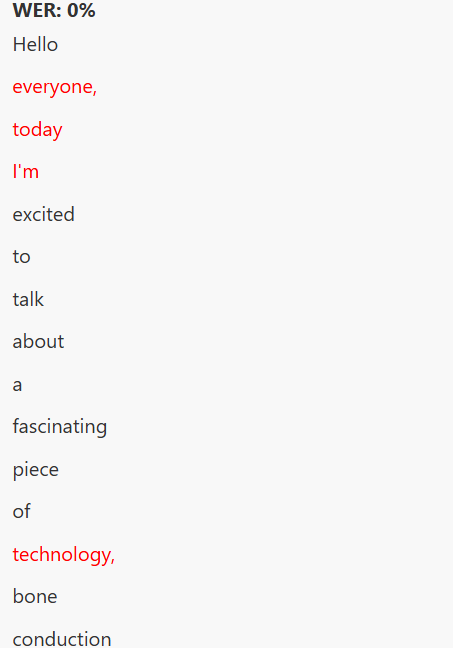 WER: 0%
Hello
everyone,
today
I'm
excited
to
talk
about
a
fascinating
piece
of
technology,
bone
conduction